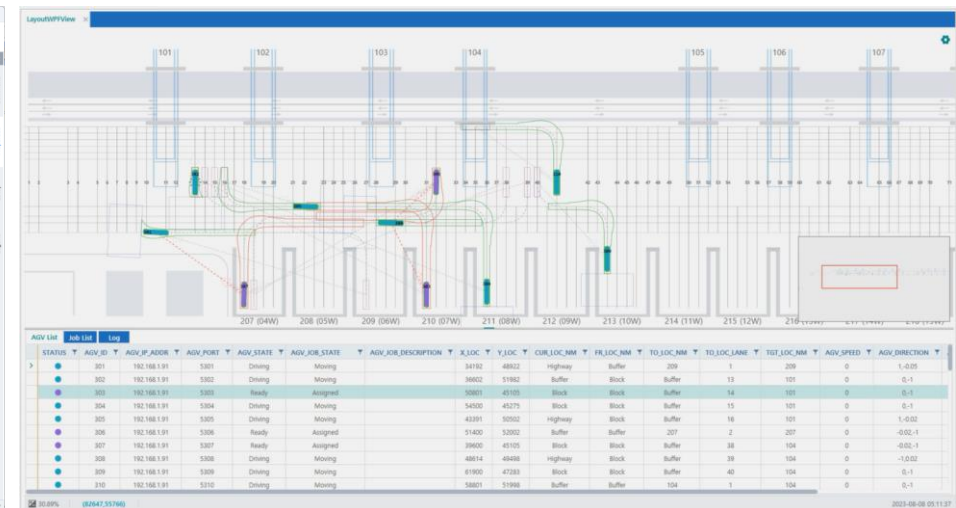 LayoutWPFView ×
101 102 103 104 105 106 107
207 (04W) 208 (05W) 209 (06W) 210 (07W) 211 (08W) 212 (09W) 213 (10W) 214 (11W) 215 (12W)
AGV List Job List Log
STATUS AGV_ID AGV_IP_ADDR AGV_PORT AGV_STATE AGV_JOB_STATE AGV_JOB_DESCRIPTION X_LOC Y_LOC CUR_LOC_NM FR_LOC_NM TO_LOC_NM TO_LOC_LANE TGT_LOC_NM AGV_SPEED AGV_DIRECTION
301 192.168.1.91 5301 Driving Moving 34192 48922 Highway Buffer 209 1 209 0 1,-0.05
302 192.168.1.91 5302 Driving Moving 36602 51982 Buffer Block Buffer 13 101 0 0,-1
303 192.168.1.91 5303 Ready Assigned 50801 45105 Block Block Buffer 14 101 0 0,-1
304 192.168.1.91 5304 Driving Moving 54500 45275 Block Block Buffer 15 101 0 0,-1
305 192.168.1.91 5305 Driving Moving 43391 50502 Highway Block Buffer 16 101 0 1,-0.02
306 192.168.1.91 5306 Ready Assigned 51400 52002 Buffer Buffer 207 2 207 0 -0.02,-1
307 192.168.1.91 5307 Ready Assigned 39600 45105 Block Block Buffer 38 104 0 -0.02,-1
308 192.168.1.91 5308 Driving Moving 48614 49498 Highway Block Buffer 39 104 0 -1,0.02
309 192.168.1.91 5309 Driving Moving 61900 47283 Block Block Buffer 40 104 0 0,-1
310 192.168.1.91 5310 Driving Moving 58801 51998 Buffer Buffer 104 1 104 0 0,-1
30.69% (82647,55766) 2023-08-08 05:11:37